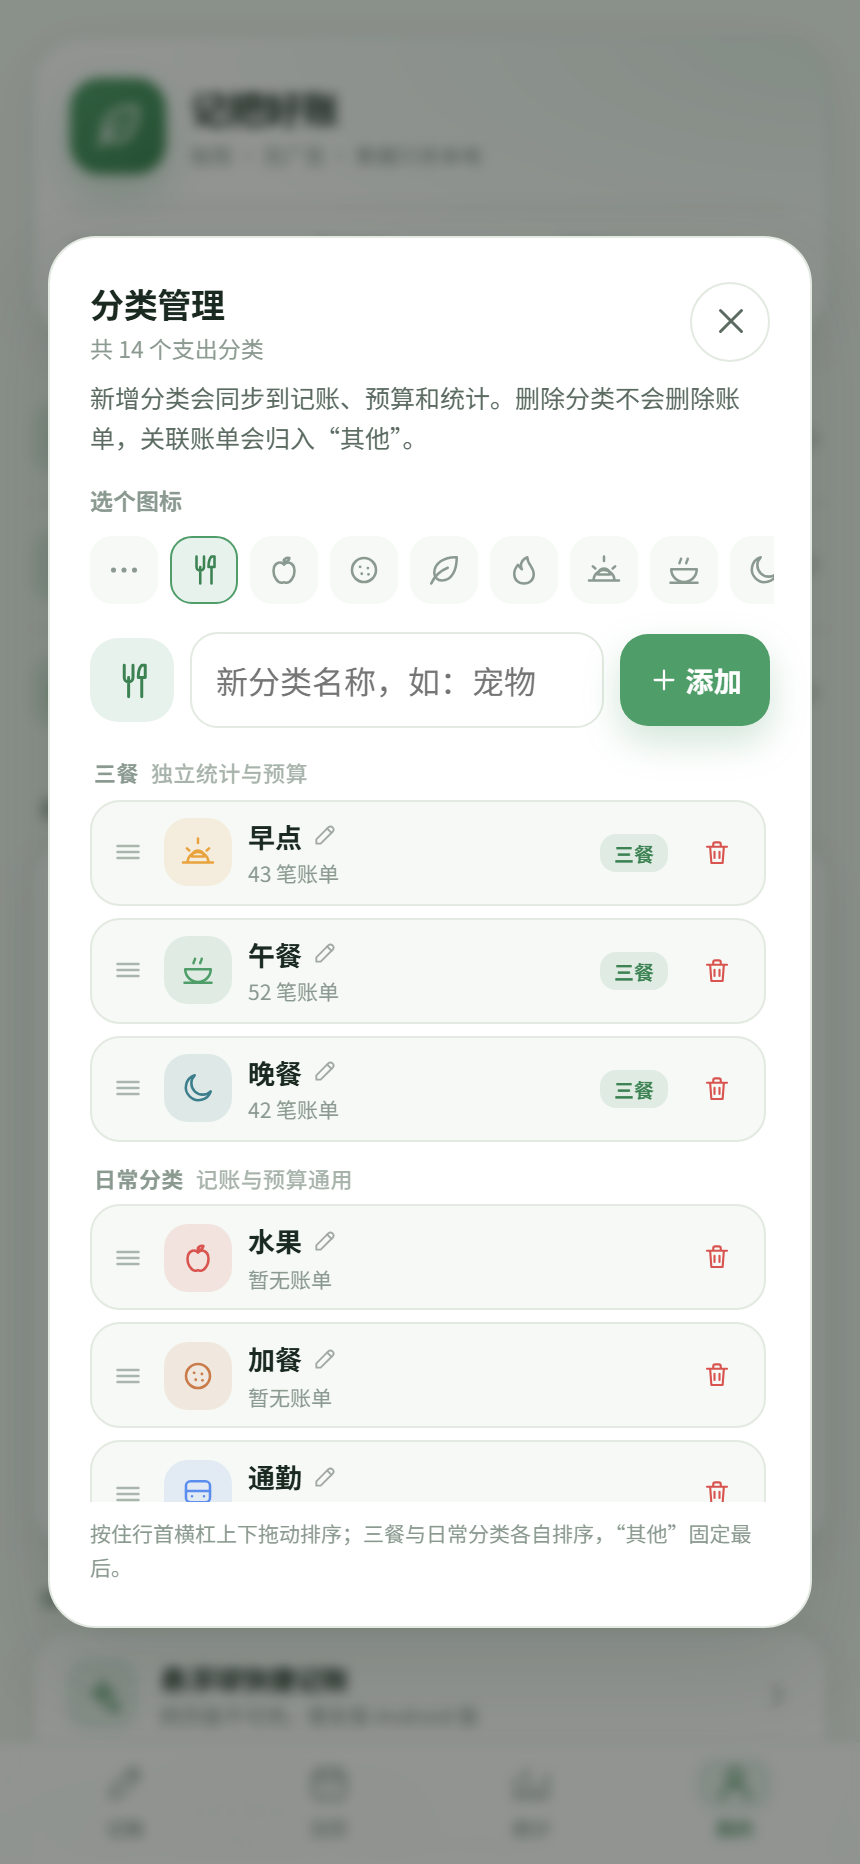 记把好账
分类管理
共 14 个支出分类
新增分类会同步到记账、预算和统计。删除分类不会删除账
单，关联账单会归入“其他”。
选个图标
新分类名称，如：宠物
添加
三餐 独立统计与预算
早点
43 笔账单
三餐
午餐
52 笔账单
三餐
晚餐
42 笔账单
三餐
日常分类 记账与预算通用
水果
暂无账单
加餐
暂无账单
通勤
按住行首横杠上下拖动排序；三餐与日常分类各自排序，“其他”固定最
后。